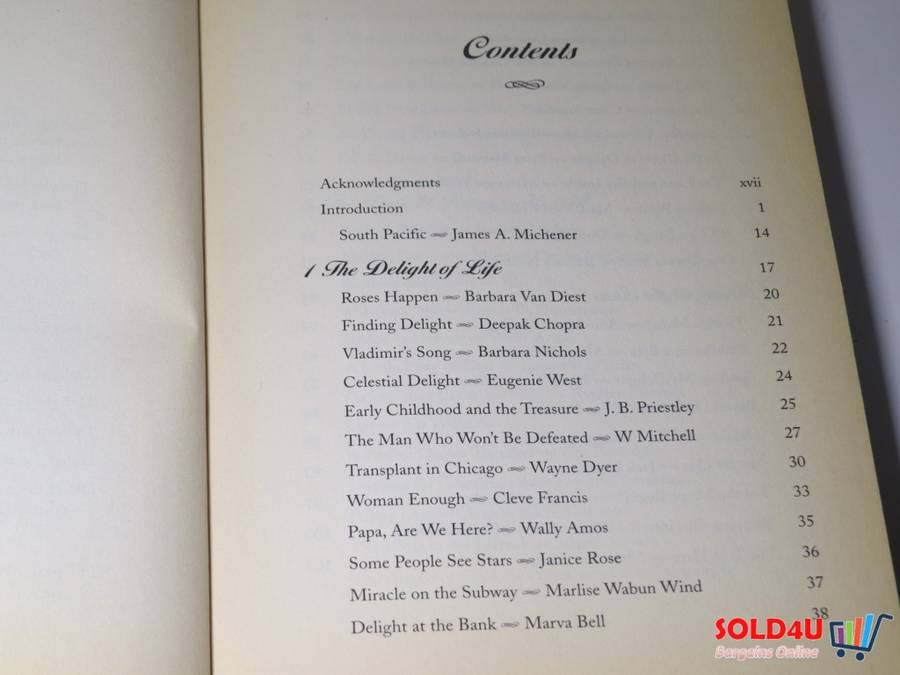 Contents
Acknowledgments xvii
Introduction 1
South Pacific James A. Michener 14
1 The Delight of Life 17
Roses Happen Barbara Van Diest 20
Finding Delight Deepak Chopra 21
Vladimir's Song Barbara Nichols 22
Celestial Delight Eugenie West 24
Early Childhood and the Treasure J. B. Priestley 25
The Man Who Won't Be Defeated W Mitchell 27
Transplant in Chicago Wayne Dyer 30
Woman Enough Cleve Francis 33
Papa, Are We Here? Wally Amos 35
Some People See Stars Janice Rose 36
Miracle on the Subway Marlise Wabun Wind 37
Delight at the Bank Marva Bell 38
SOLD4U
Bargains Online